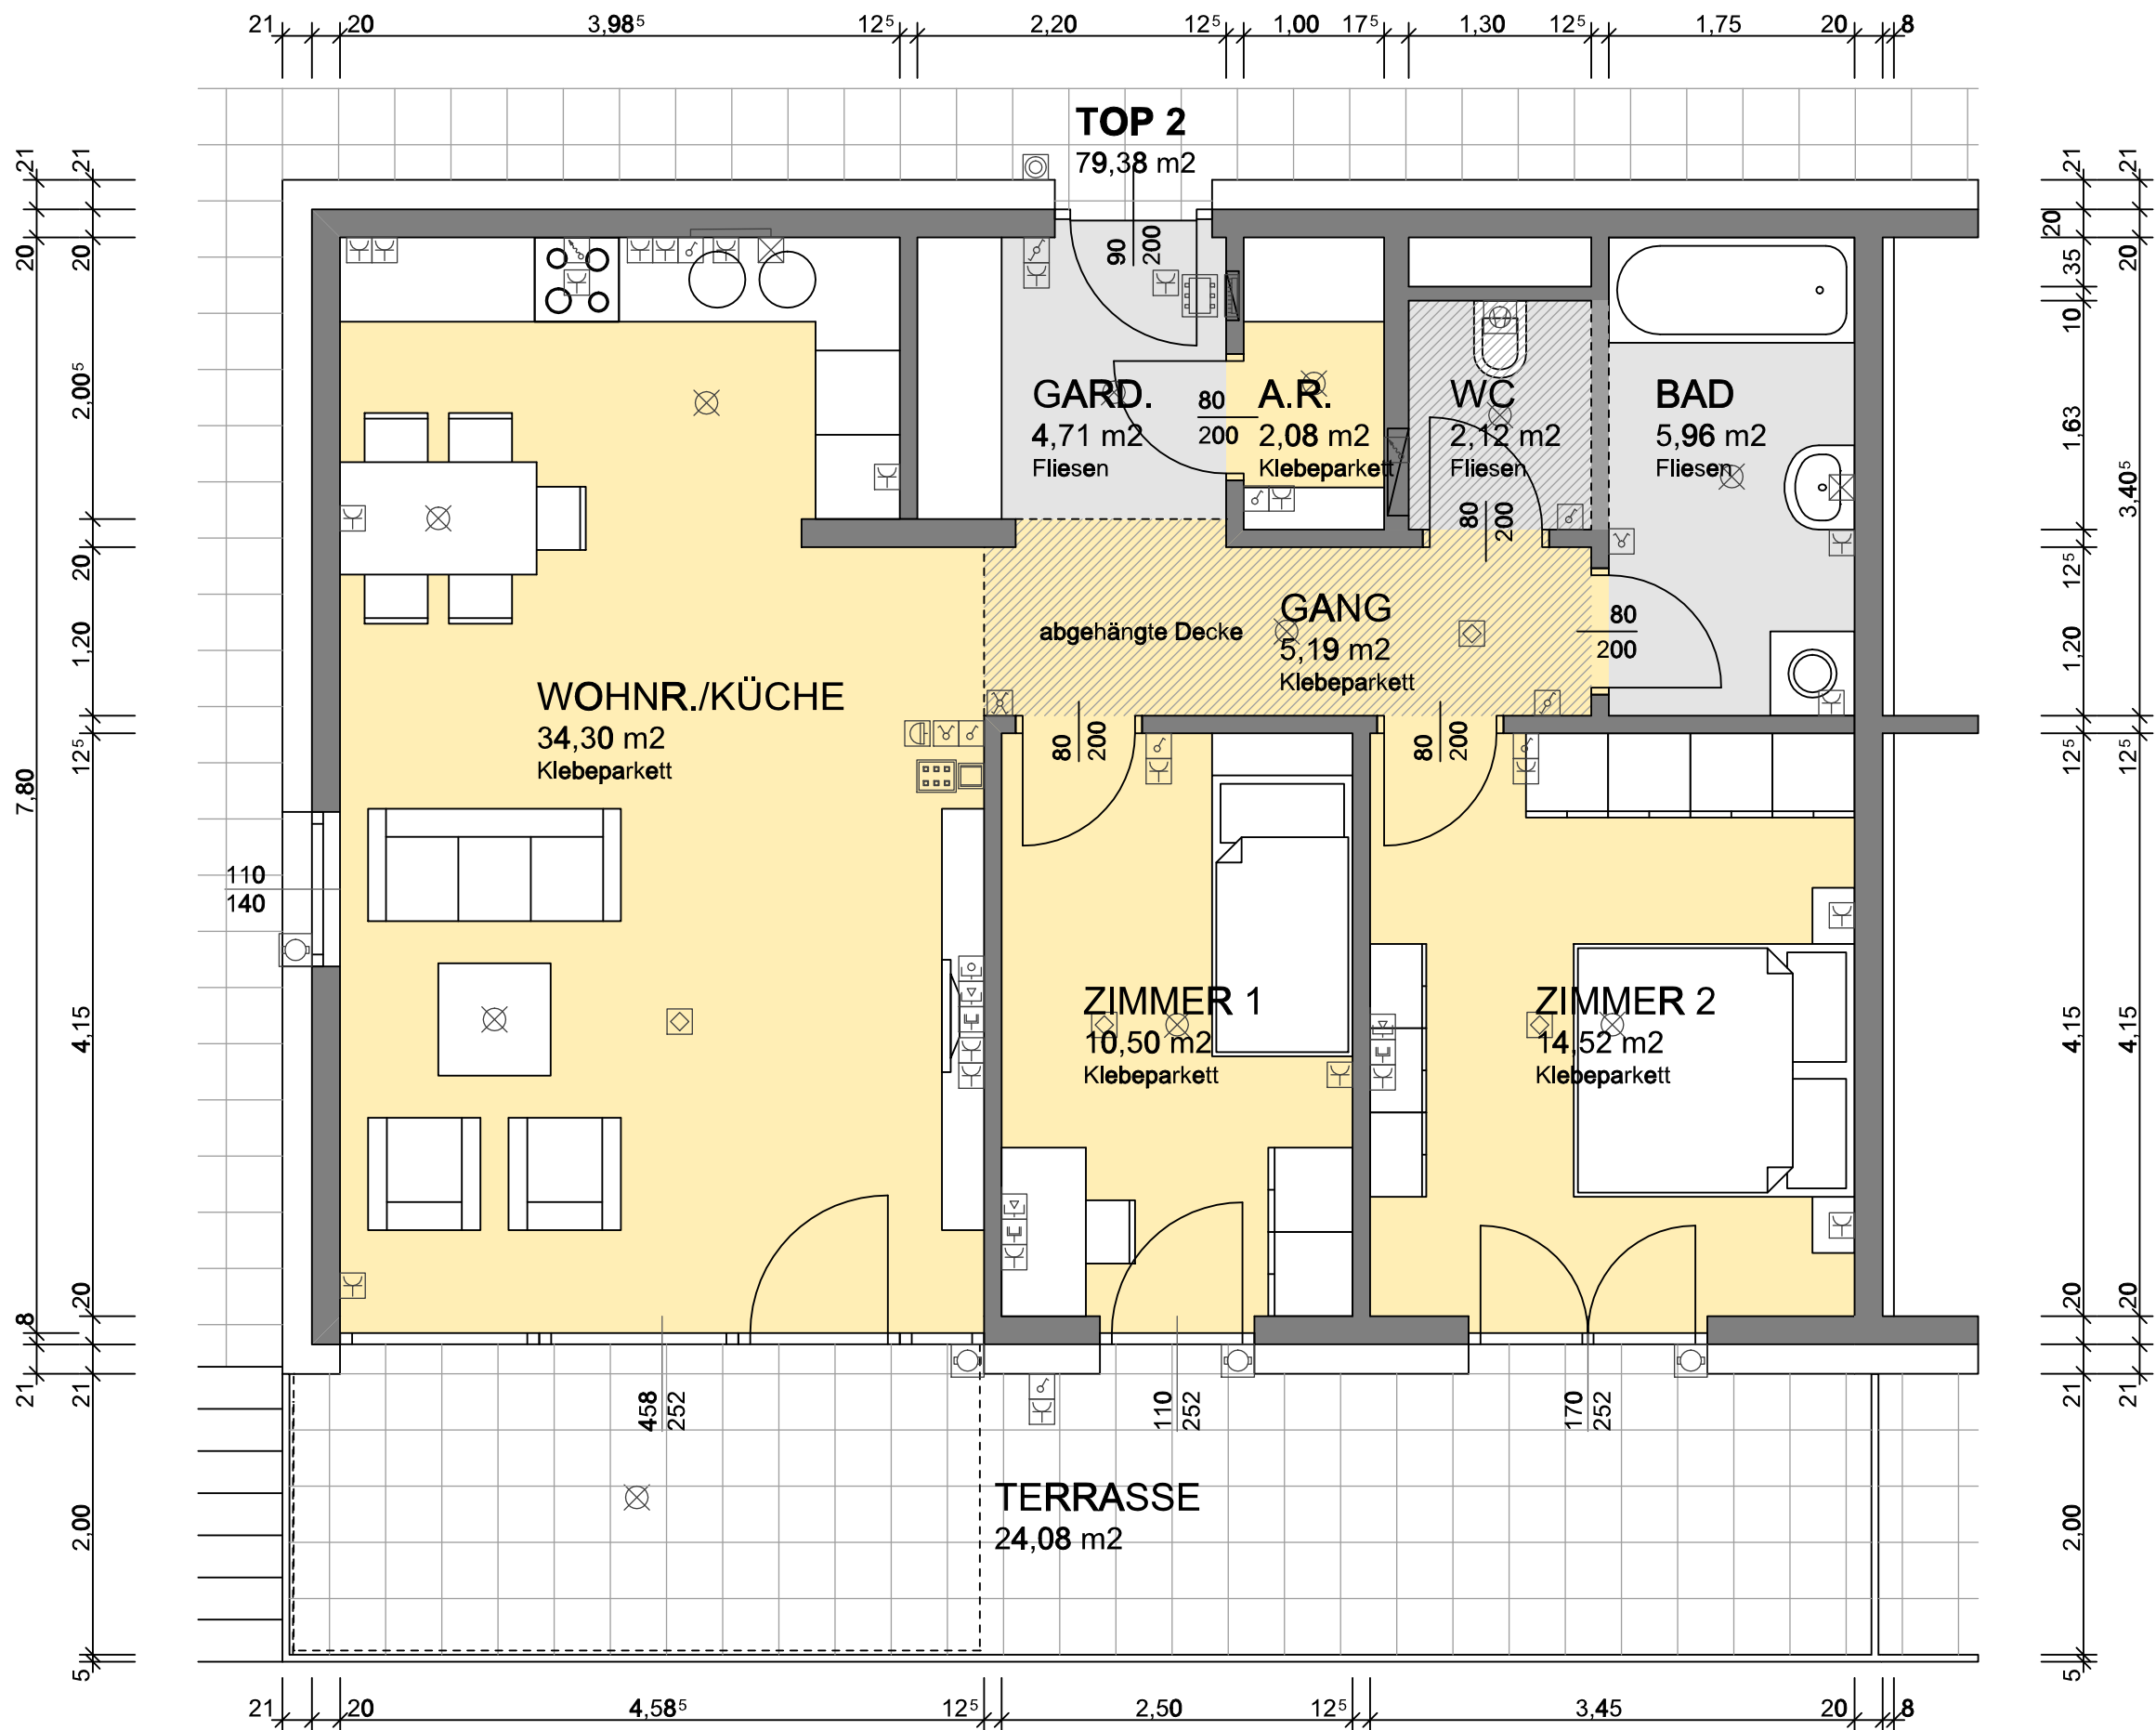 21 20 3,98⁵ 12⁵ 2,20 12⁵ 1,00 17⁵ 1,30 12⁵ 1,75 20 8
TOP 2
79,38 m2
21 20 7,80 8 21
21 20 2,00⁵ 20 1,20 12⁵ 4,15 20 21 2,00 5
90
200
GARD.
4,71 m2
Fliesen
80
200
A.R.
2,08 m2
Klebeparkett
WC
2,12 m2
Fliesen
80
200
BAD
5,96 m2
Fliesen
80
200
abgehängte Decke
GANG
5,19 m2
Klebeparkett
WOHNR./KÜCHE
34,30 m2
Klebeparkett
80
200
80
200
110
140
ZIMMER 1
10,50 m2
Klebeparkett
ZIMMER 2
14,52 m2
Klebeparkett
458
252
110
252
170
252
TERRASSE
24,08 m2
21 20 35 10 1,63 12⁵ 1,20 12⁵ 4,15 20 21 2,00 5
21 20 3,40⁵ 12⁵ 4,15 20 21
21 20 4,58⁵ 12⁵ 2,50 12⁵ 3,45 20 8